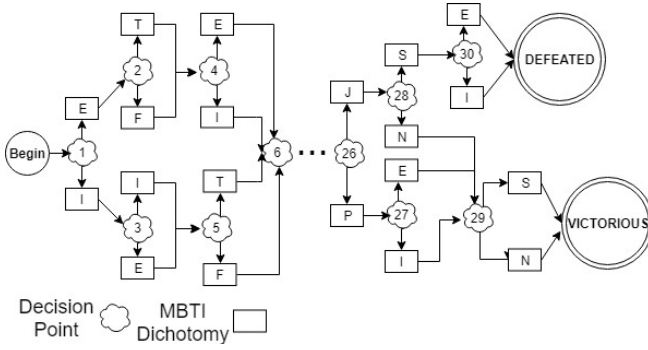 T
E
E
S
30
DEFEATED
2
4
J
28
I
E
F
I
N
Begin
1
6
...
26
I
I
T
E
S
3
5
P
27
29
VICTORIOUS
E
F
I
N
Decision
Point
MBTI
Dichotomy